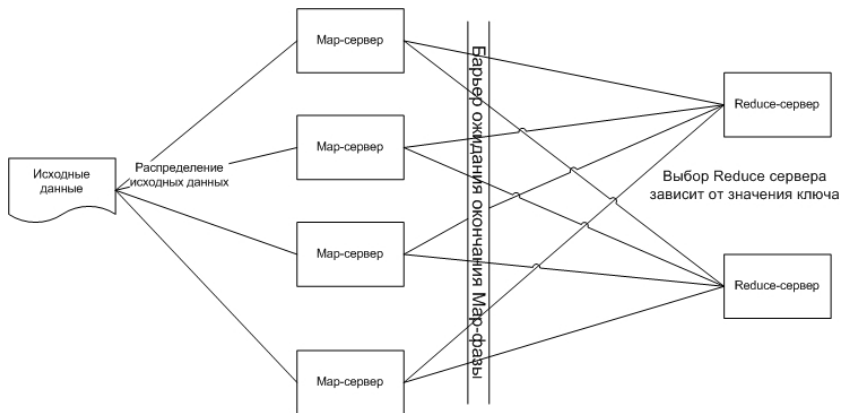 Исходные
данные
Распределение
исходных данных
Map-сервер
Map-сервер
Map-сервер
Map-сервер
Барьер ожидания окончания Map-фазы
Reduce-сервер
Выбор Reduce сервера
зависит от значения ключа
Reduce-сервер